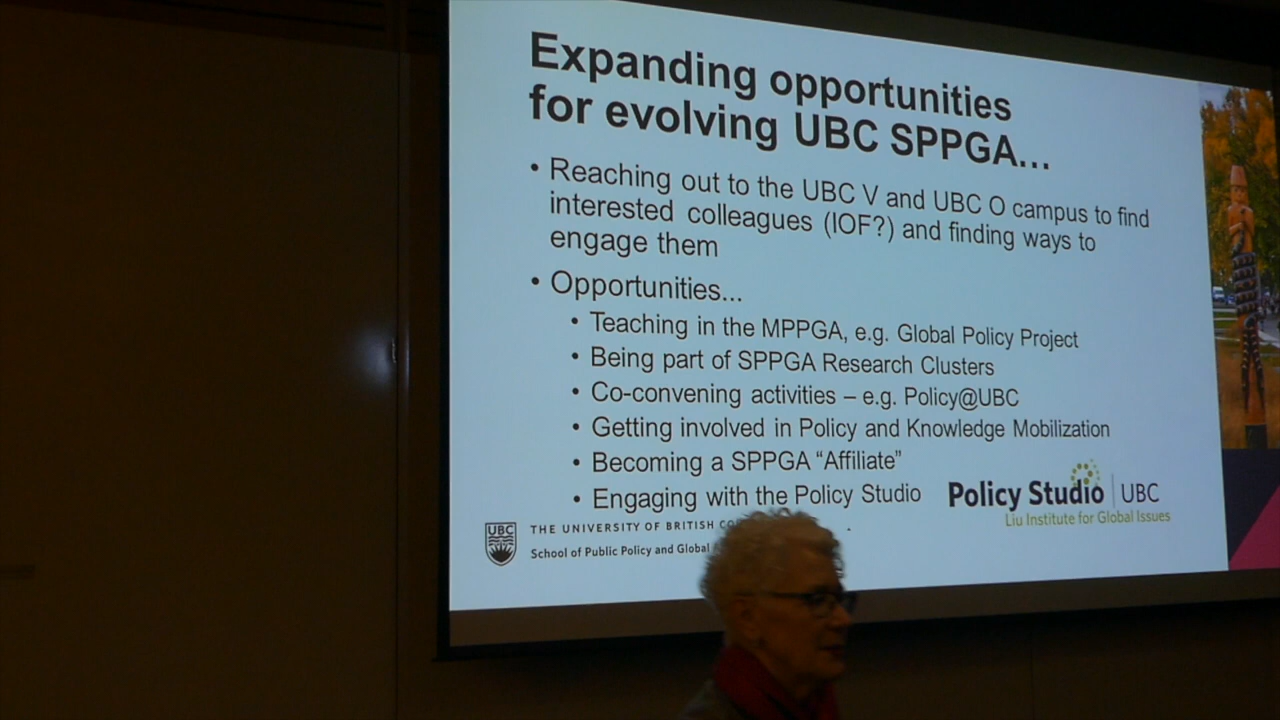 Expanding opportunities
for evolving UBC SPPGA...
• Reaching out to the UBC V and UBC O campus to find
interested colleagues (IOF?) and finding ways to
engage them
• Opportunities...
• Teaching in the MPPGA, e.g. Global Policy Project
• Being part of SPPGA Research Clusters
• Co-convening activities – e.g. Policy@UBC
• Getting involved in Policy and Knowledge Mobilization
• Becoming a SPPGA “Affiliate”
• Engaging with the Policy Studio
Policy Studio UBC
Liu Institute for Global Issues
UBC
THE UNIVERSITY OF BRITISH
School of Public Policy and Global